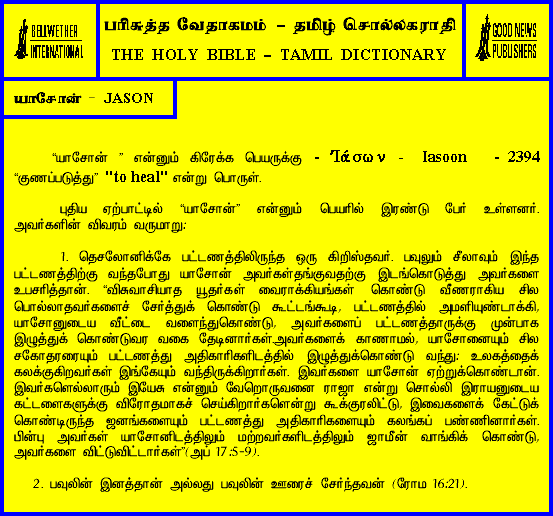 BELLWETHER
INTERNATIONAL
பரிசுத்த வேதாகமம் – தமிழ் சொல்லகராதி
THE HOLY BIBLE – TAMIL DICTIONARY
GOOD NEWS
PUBLISHERS
யாசோன் – JASON
“யாசோன் ” என்னும் கிரேக்க பெயருக்கு - Ἰάσων - Iasoon - 2394
“குணப்படுத்து” "to heal" என்று பொருள்.
புதிய ஏற்பாட்டில் “யாசோன்” என்னும் பெயரில் இரண்டு பேர் உள்ளனர்.
அவர்களின் விவரம் வருமாறு:
1. தெசலோனிக்கே பட்டணத்திலிருந்த ஒரு கிறிஸ்தவர். பவுலும் சீலாவும் இந்த
பட்டணத்திற்கு வந்தபோது யாசோன் அவர்கள்தங்குவதற்கு இடங்கொடுத்து அவர்களை
உபசரித்தான். “விசுவாசியாத யூதர்கள் வைராக்கியங்கள் கொண்டு வீணராகிய சில
பொல்லாதவர்களைச் சேர்த்துக் கொண்டு கூட்டங்கூடி, பட்டணத்தில் அமளியுண்டாக்கி,
யாசோனுடைய வீட்டை வளைந்துகொண்டு, அவர்களைப் பட்டணத்தாருக்கு முன்பாக
இழுத்துக் கொண்டுவர வகை தேடினார்கள்.அவர்களைக் காணாமல், யாசோனையும் சில
சகோதரரையும் பட்டணத்து அதிகாரிகளிடத்தில் இழுத்துக்கொண்டு வந்து: உலகத்தைக்
கலக்குகிறவர்கள் இங்கேயும் வந்திருக்கிறார்கள். இவர்களை யாசோன் ஏற்றுக்கொண்டான்.
இவர்களெல்லாரும் இயேசு என்னும் வேறொருவனை ராஜா என்று சொல்லி இராயனுடைய
கட்டளைகளுக்கு விரோதமாகச் செய்கிறார்களென்று கூக்குரலிட்டு, இவைகளைக் கேட்டுக்
கொண்டிருந்த ஜனங்களையும் பட்டணத்து அதிகாரிகளையும் கலங்கப் பண்ணினார்கள்.
பின்பு அவர்கள் யாசோனிடத்திலும் மற்றவர்களிடத்திலும் ஜாமீன் வாங்கிக் கொண்டு,
அவர்களை விட்டுவிட்டார்கள்”(அப் 17:5-9).
2. பவுலின் இனத்தான் அல்லது பவுலின் ஊரைச் சேர்ந்தவன் (ரோம 16:21).